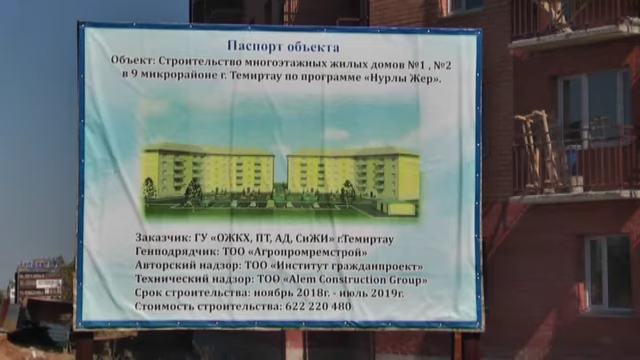 Паспорт объекта
Объект: Строительство многоэтажных жилых домов №1 , №2
в 9 микрорайоне г. Темиртау по программе «Нурлы Жер».
Заказчик: ГУ «ОЖКХ, ПТ, АД, СиЖИ» г.Темиртау
Генподрядчик: ТОО «Агропромремстрой»
Авторский надзор: ТОО «Институт гражданпроект»
Технический надзор: ТОО «Alem Construction Group»
Срок строительства: ноябрь 2018г. - июль 2019г.
Стоимость строительства: 622 220 480